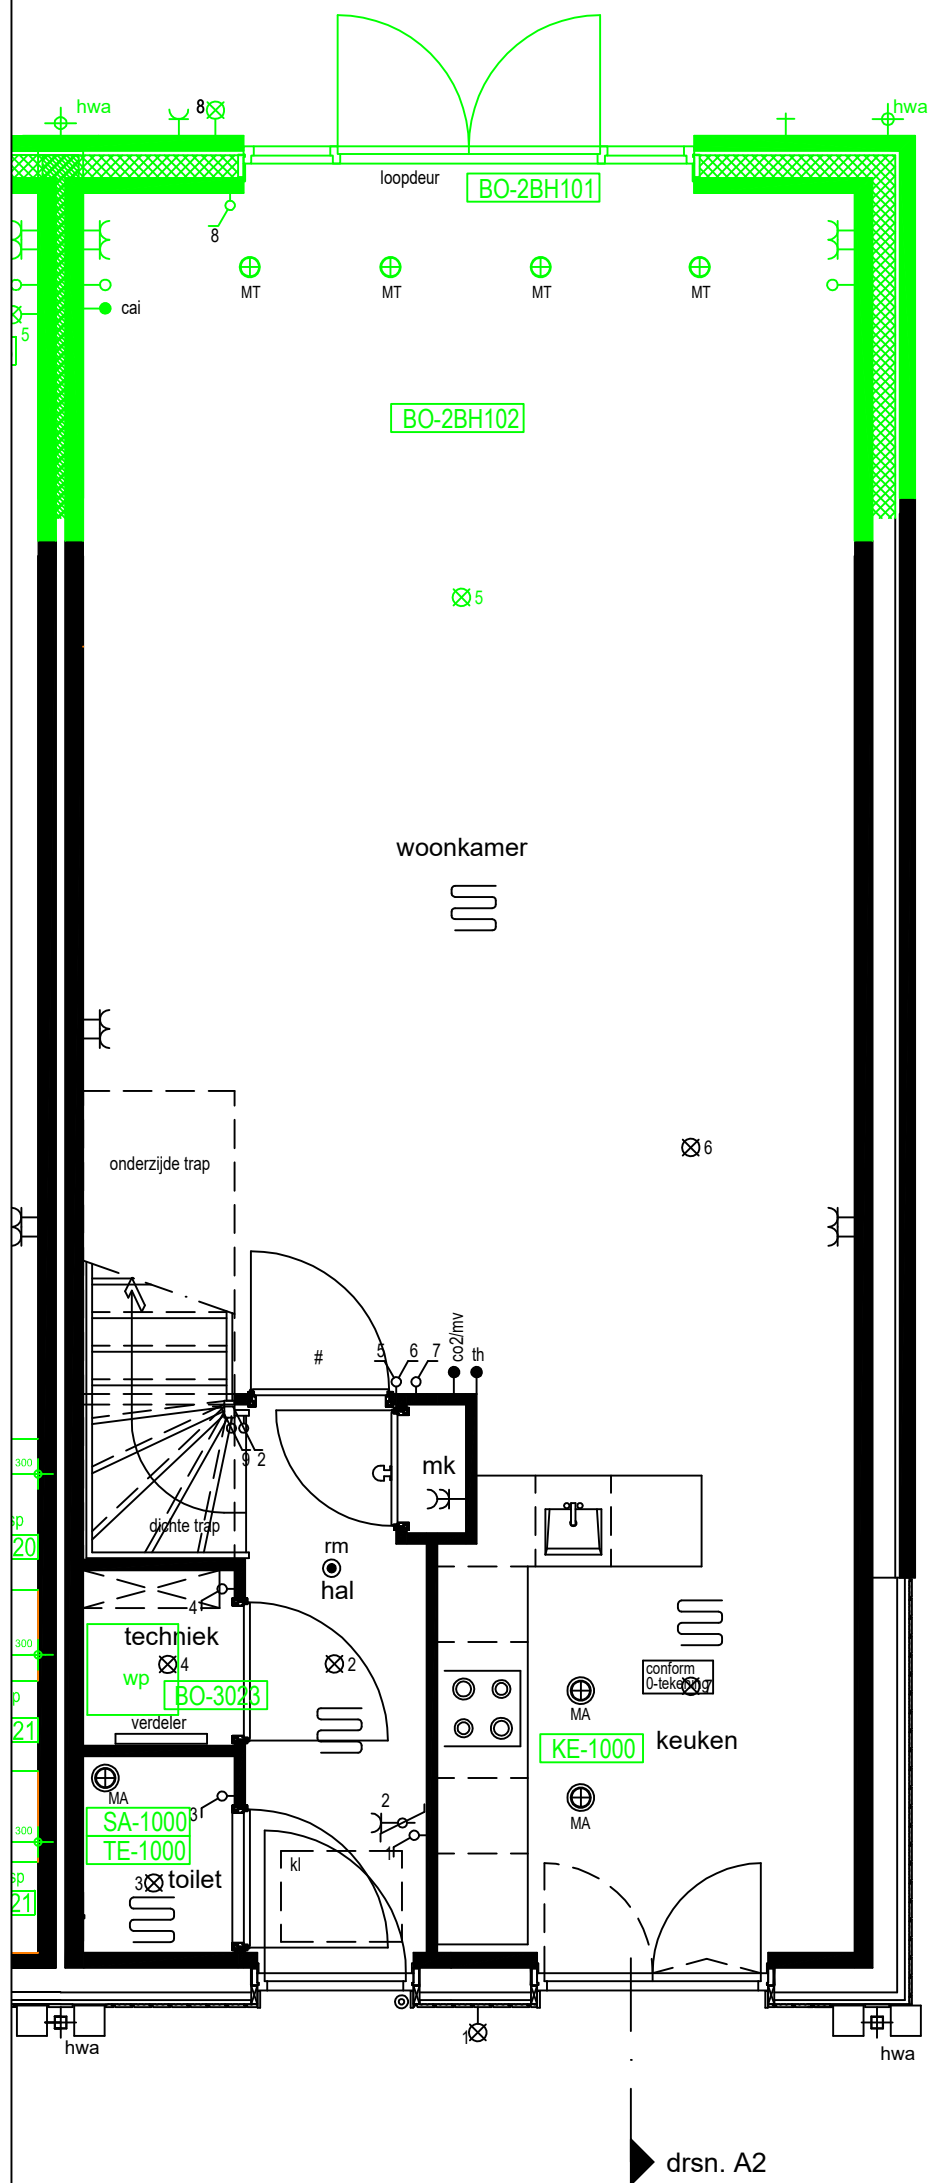 hwa
8
hwa
loopdeur
BO-2BH101
8
MT
MT
MT
MT
cai
5
BO-2BH102
5
woonkamer
6
onderzijde trap
co2/mv
5
6
7
th
#
9
2
mk
300
sp
20
dichte trap
rm
hal
4
techniek
4
2
wp
300
p
21
BO-3023
verdeler
conform
0-tekening
7
MA
KE-1000
keuken
MA
300
MA
SA-1000
3
TE-1000
2
1
MA
sp
21
3
toilet
kl
1
hwa
hwa
drsn. A2